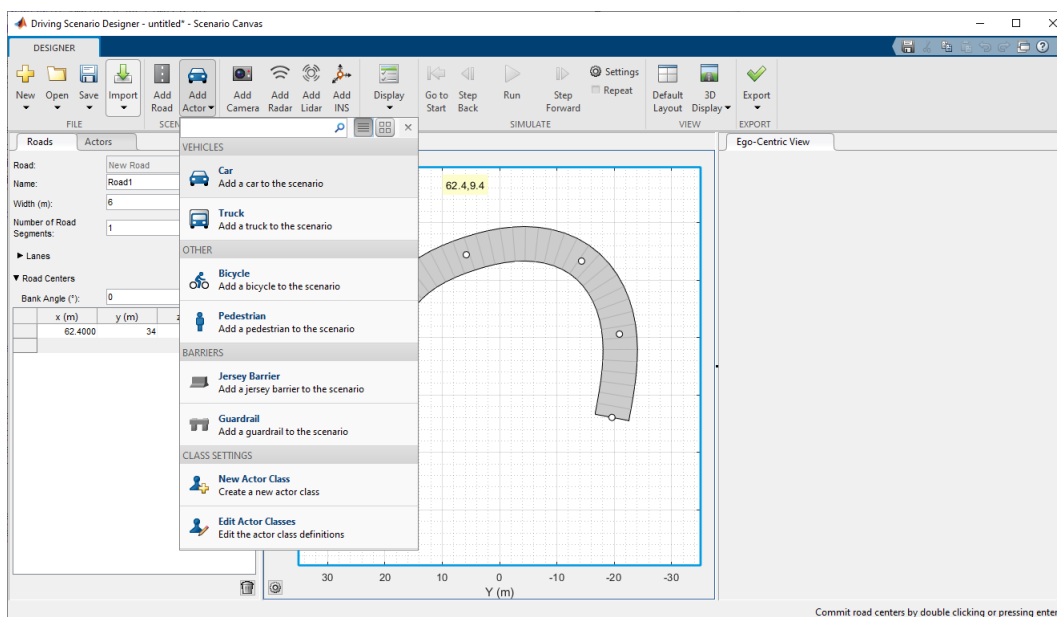 Driving Scenario Designer - untitled* - Scenario Canvas
DESIGNER
New Open Save Import Add Road Add Actor Add Camera Add Radar Add Lidar Add INS Display Go to Start Step Back Run Step Forward Settings Repeat Default Layout 3D Display Export
FILE SCEN SIMULATE VIEW EXPORT
Roads Actors
Road: New Road
Name: Road1
Width (m): 6
Number of Road Segments: 1
Lanes
Road Centers
Bank Angle (°): 0
x (m) y (m)
62.4000 34
VEHICLES
Car
Add a car to the scenario
Truck
Add a truck to the scenario
OTHER
Bicycle
Add a bicycle to the scenario
Pedestrian
Add a pedestrian to the scenario
BARRIERS
Jersey Barrier
Add a jersey barrier to the scenario
Guardrail
Add a guardrail to the scenario
CLASS SETTINGS
New Actor Class
Create a new actor class
Edit Actor Classes
Edit the actor class definitions
62.4,9.4
30 20 10 0 -10 -20 -30
Y (m)
Ego-Centric View
Commit road centers by double clicking or pressing enter